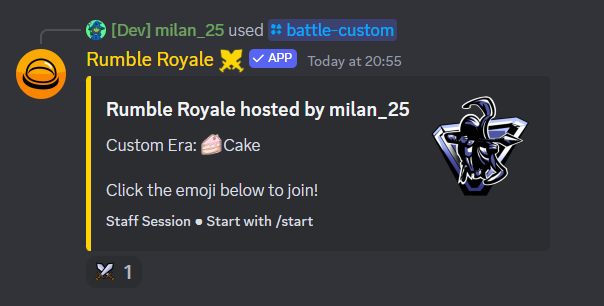 [Dev] milan_25 used battle-custom
Rumble Royale APP Today at 20:55
Rumble Royale hosted by milan_25
Custom Era: 🍰Cake
Click the emoji below to join!
Staff Session • Start with /start
1